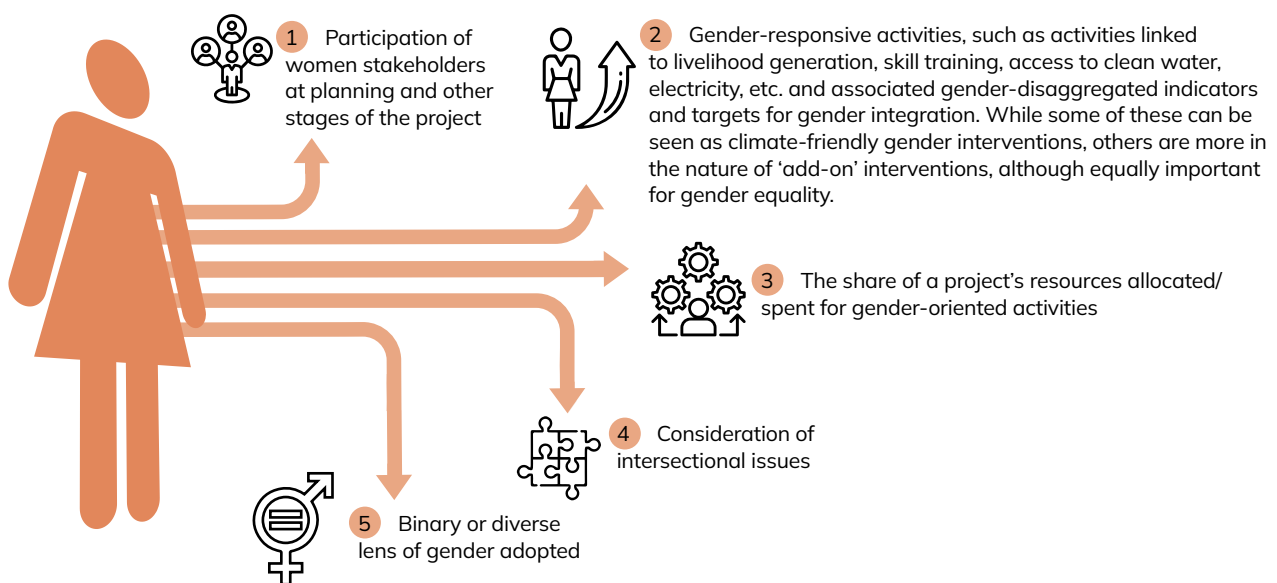 1 Participation of
women stakeholders
at planning and other
stages of the project
2 Gender-responsive activities, such as activities linked
to livelihood generation, skill training, access to clean water,
electricity, etc. and associated gender-disaggregated indicators
and targets for gender integration. While some of these can be
seen as climate-friendly gender interventions, others are more in
the nature of ‘add-on’ interventions, although equally important
for gender equality.
3 The share of a project’s resources allocated/
spent for gender-oriented activities
4 Consideration of
intersectional issues
5 Binary or diverse
lens of gender adopted